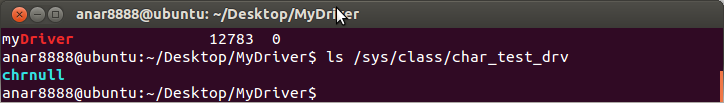 anar8888@ubuntu: ~/Desktop/MyDriver
myDriver 12783 0
anar8888@ubuntu:~/Desktop/MyDriver$ ls /sys/class/char_test_drv
chrnull
anar8888@ubuntu:~/Desktop/MyDriver$